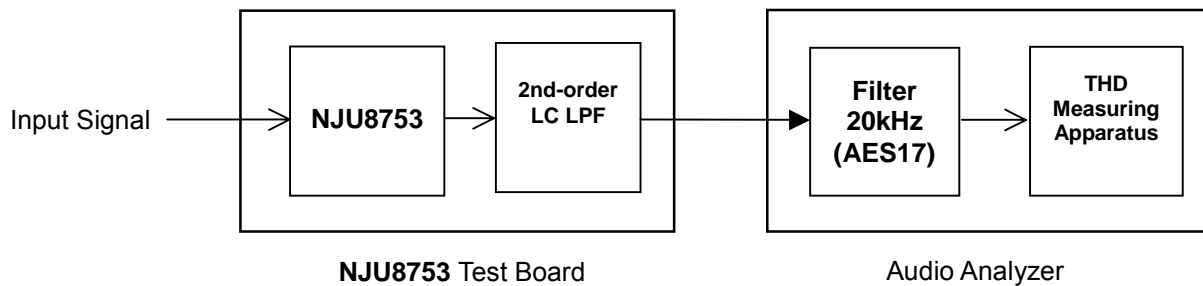 Input Signal
NJU8753
2nd-order
LC LPF
Filter
20kHz
(AES17)
THD
Measuring
Apparatus
NJU8753 Test Board
Audio Analyzer